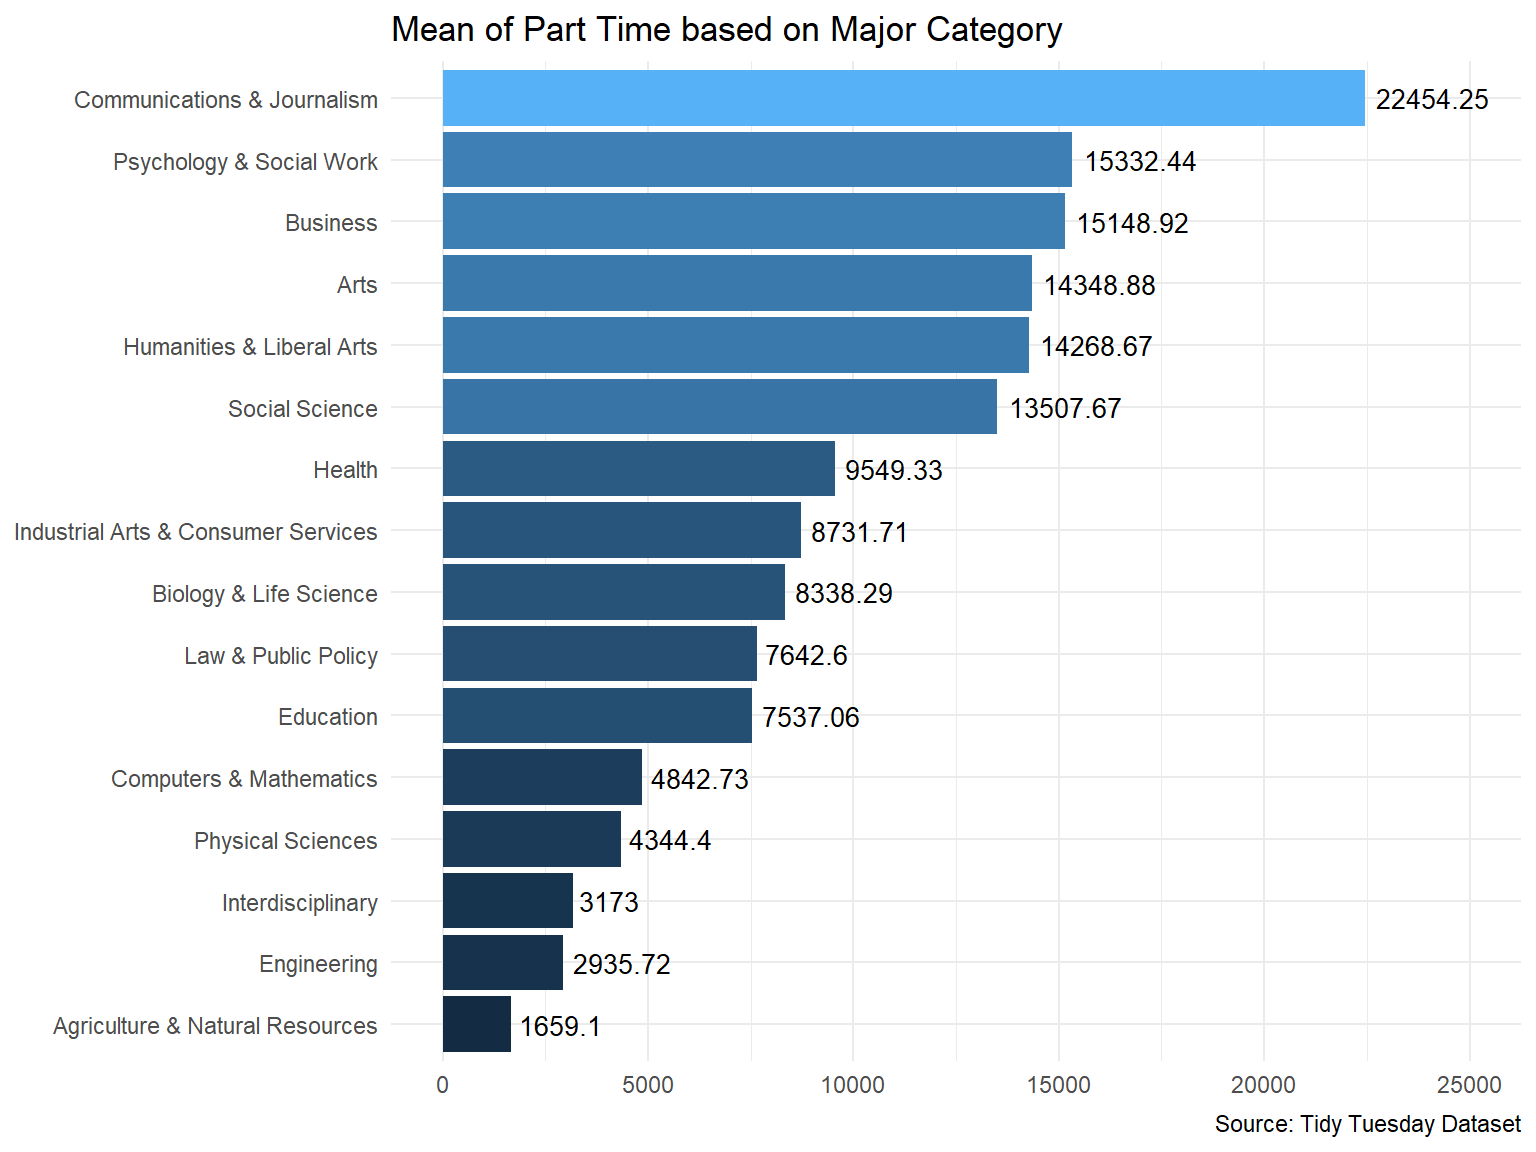 Mean of Part Time based on Major Category
Communications & Journalism 22454.25
Psychology & Social Work 15332.44
Business 15148.92
Arts 14348.88
Humanities & Liberal Arts 14268.67
Social Science 13507.67
Health 9549.33
Industrial Arts & Consumer Services 8731.71
Biology & Life Science 8338.29
Law & Public Policy 7642.6
Education 7537.06
Computers & Mathematics 4842.73
Physical Sciences 4344.4
Interdisciplinary 3173
Engineering 2935.72
Agriculture & Natural Resources 1659.1
0 5000 10000 15000 20000 25000
Source: Tidy Tuesday Dataset